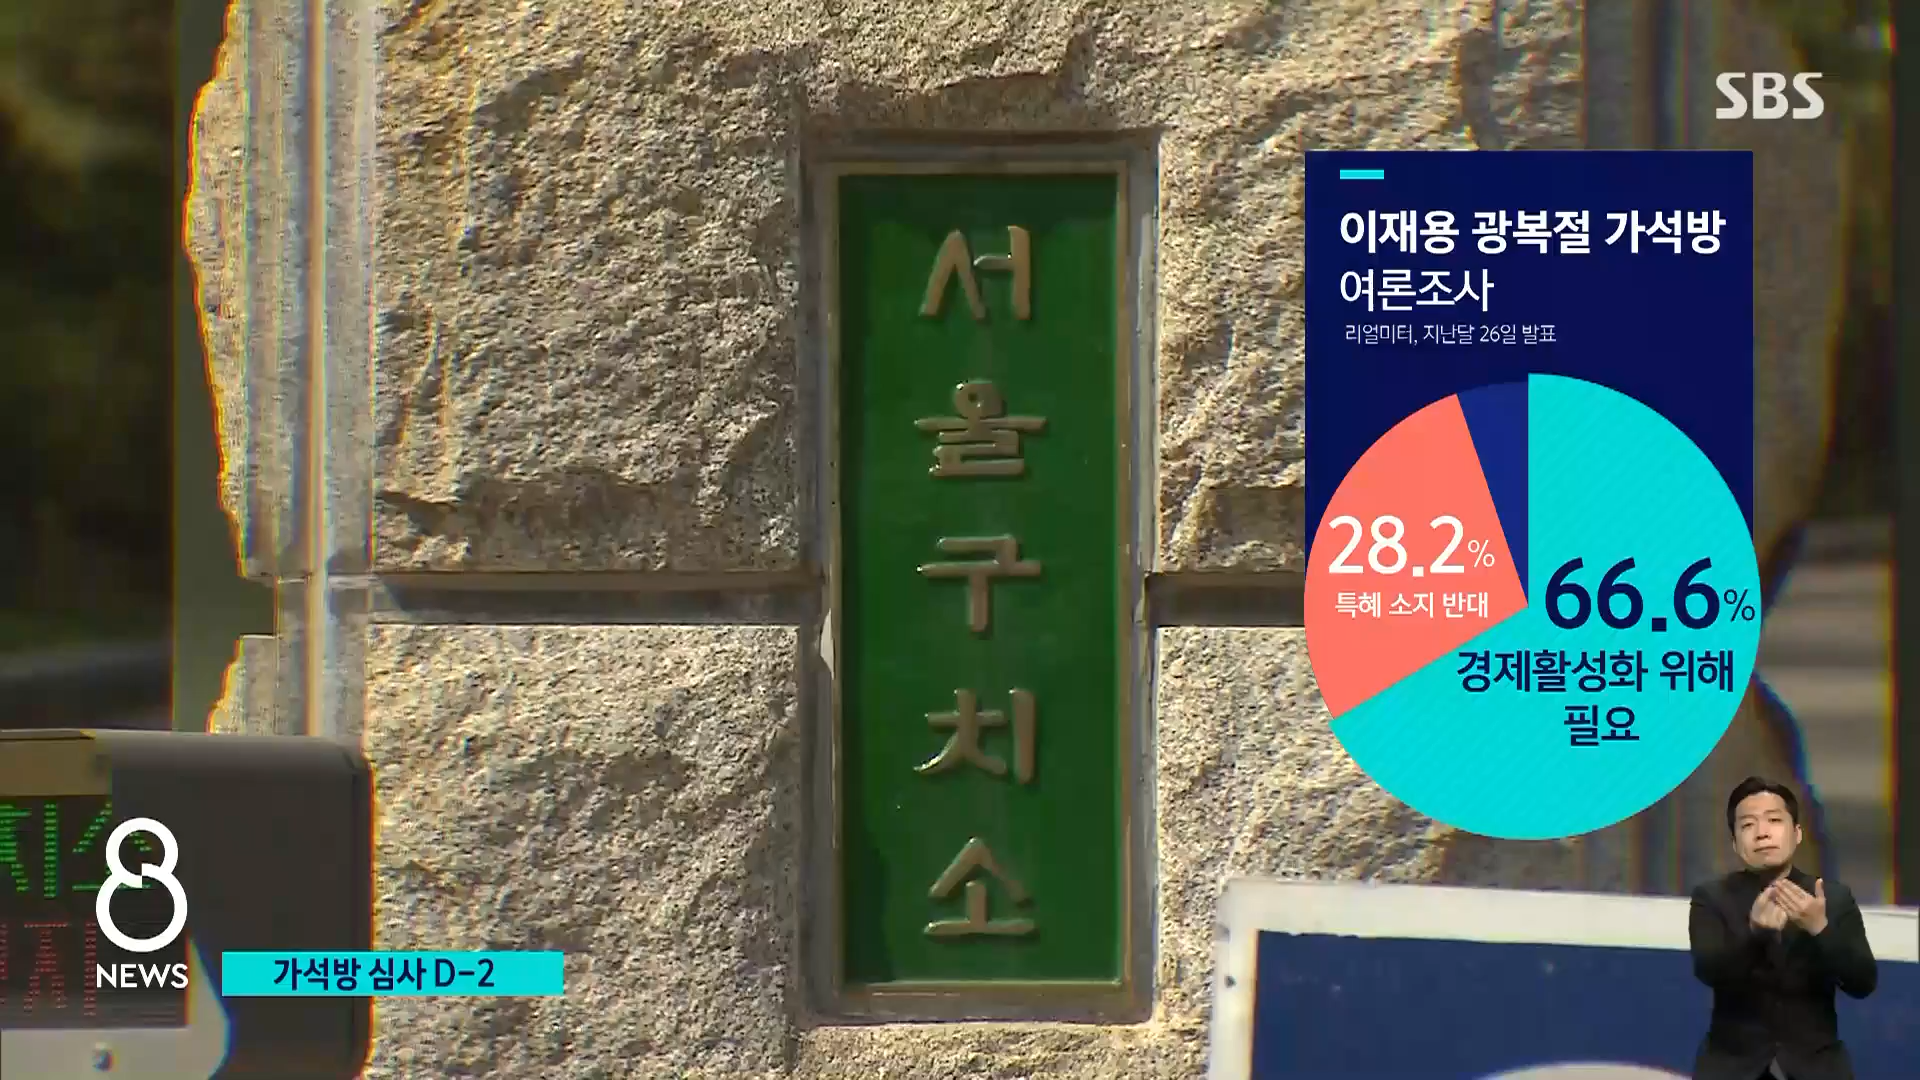 SBS
이재용 광복절 가석방
여론조사
리얼미터, 지난달 26일 발표
28.2%
특혜 소지 반대
66.6%
경제활성화 위해
필요
서울구치소
8
NEWS
가석방 심사 D-2